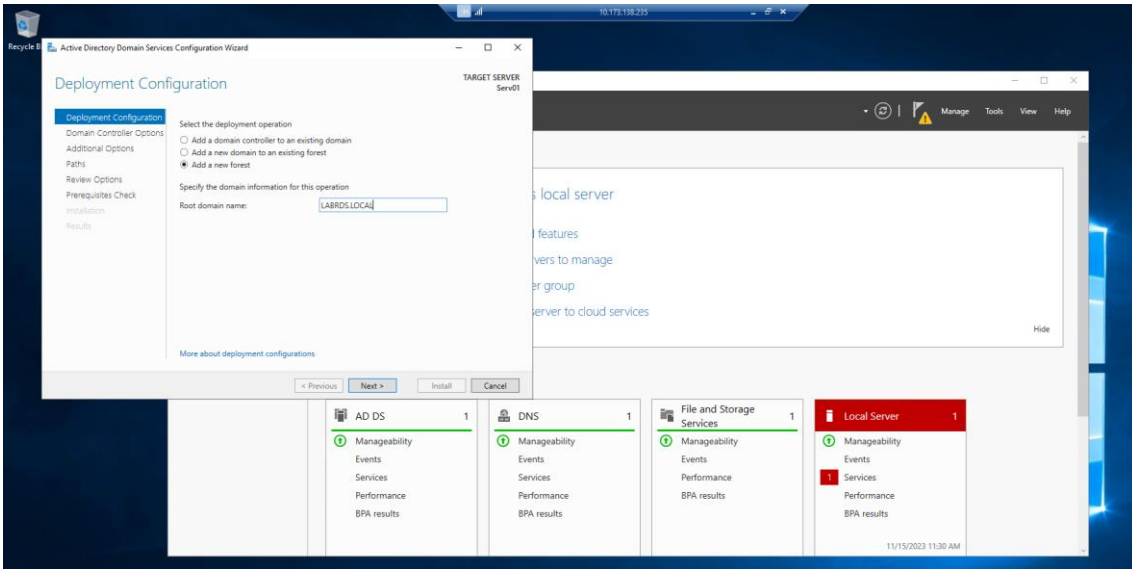 10.173.138.235
Recycle B
Active Directory Domain Services Configuration Wizard
Deployment Configuration
TARGET SERVER
Serv01
Deployment Configuration
Domain Controller Options
Additional Options
Paths
Review Options
Prerequisites Check
Installation
Results
Select the deployment operation
Add a domain controller to an existing domain
Add a new domain to an existing forest
Add a new forest
Specify the domain information for this operation
Root domain name:
LABRDS.LOCAL
More about deployment configurations
< Previous
Next >
Install
Cancel
Manage
Tools
View
Help
local server
features
vers to manage
er group
server to cloud services
Hide
AD DS
1
Manageability
Events
Services
Performance
BPA results
DNS
1
Manageability
Events
Services
Performance
BPA results
File and Storage
Services
1
Manageability
Events
Performance
BPA results
Local Server
1
Manageability
Events
1
Services
Performance
BPA results
11/15/2023 11:30 AM